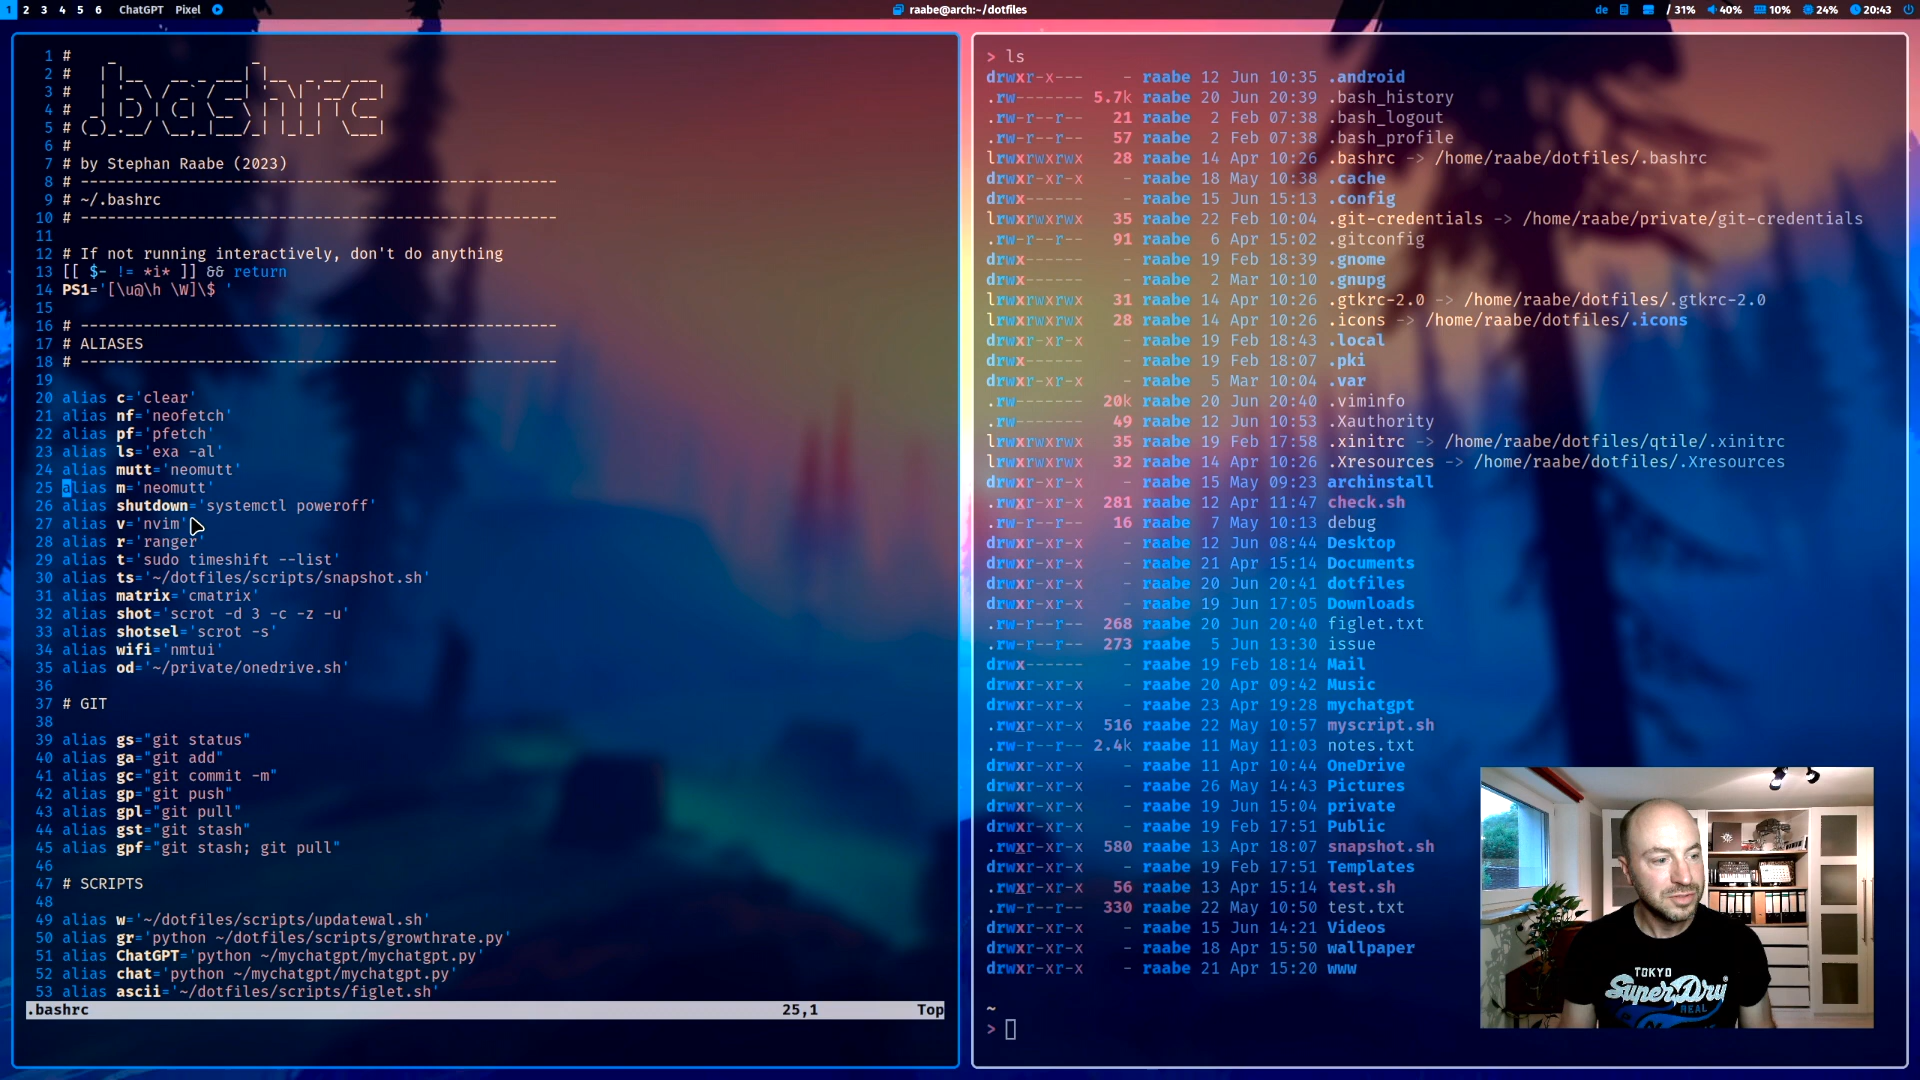 1 2 3 4 5 6 ChatGPT Pixel
raabe@arch:~/dotfiles
de / 31% 40% 10% 24% 20:43
1 #
2 #
3 #
4 #
5 #
.bashrc
6 #
7 # by Stephan Raabe (2023)
8 # -----------------------------------------------------
9 # ~/.bashrc
10 # -----------------------------------------------------
11
12 # If not running interactively, don't do anything
13 [[ $- != *i* ]] && return
14 PS1='[\u@\h \W]\$ '
15
16 # -----------------------------------------------------
17 # ALIASES
18 # -----------------------------------------------------
19
20 alias c='clear'
21 alias nf='neofetch'
22 alias pf='pfetch'
23 alias ls='exa -al'
24 alias mutt='neomutt'
25 alias m='neomutt'
26 alias shutdown='systemctl poweroff'
27 alias v='nvim'
28 alias r='ranger'
29 alias t='sudo timeshift --list'
30 alias ts='~/dotfiles/scripts/snapshot.sh'
31 alias matrix='cmatrix'
32 alias shot='scrot -d 3 -c -z -u'
33 alias shotsel='scrot -s'
34 alias wifi='nmtui'
35 alias od='~/private/onedrive.sh'
36
37 # GIT
38
39 alias gs="git status"
40 alias ga="git add"
41 alias gc="git commit -m"
42 alias gp="git push"
43 alias gpl="git pull"
44 alias gst="git stash"
45 alias gpf="git stash; git pull"
46
47 # SCRIPTS
48
49 alias w='~/dotfiles/scripts/updatewal.sh'
50 alias gr='python ~/dotfiles/scripts/growthrate.py'
51 alias ChatGPT='python ~/mychatgpt/mychatgpt.py'
52 alias chat='python ~/mychatgpt/mychatgpt.py'
53 alias ascii='~/dotfiles/scripts/figlet.sh'
.bashrc 25,1 Top
> ls
drwxr-x--- - raabe 12 Jun 10:35 .android
.rw------- 5.7k raabe 20 Jun 20:39 .bash_history
.rw-r--r-- 21 raabe 2 Feb 07:38 .bash_logout
.rw-r--r-- 57 raabe 2 Feb 07:38 .bash_profile
lrwxrwxrwx 28 raabe 14 Apr 10:26 .bashrc -> /home/raabe/dotfiles/.bashrc
drwxr-xr-x - raabe 18 May 10:38 .cache
drwx------ - raabe 15 Jun 15:13 .config
lrwxrwxrwx 35 raabe 22 Feb 10:04 .git-credentials -> /home/raabe/private/git-credentials
.rw-r--r-- 91 raabe 6 Apr 15:02 .gitconfig
drwx------ - raabe 19 Feb 18:39 .gnome
drwx------ - raabe 2 Mar 10:10 .gnupg
lrwxrwxrwx 31 raabe 14 Apr 10:26 .gtkrc-2.0 -> /home/raabe/dotfiles/.gtkrc-2.0
lrwxrwxrwx 28 raabe 14 Apr 10:26 .icons -> /home/raabe/dotfiles/.icons
drwxr-xr-x - raabe 19 Feb 18:43 .local
drwx------ - raabe 19 Feb 18:07 .pki
drwxr-xr-x - raabe 5 Mar 10:04 .var
.rw------- 20k raabe 20 Jun 20:40 .viminfo
.rw------- 49 raabe 12 Jun 10:53 .Xauthority
lrwxrwxrwx 35 raabe 19 Feb 17:58 .xinitrc -> /home/raabe/dotfiles/qtile/.xinitrc
lrwxrwxrwx 32 raabe 14 Apr 10:26 .Xresources -> /home/raabe/dotfiles/.Xresources
drwxr-xr-x - raabe 15 May 09:23 archinstall
.rwxr-xr-x 281 raabe 12 Apr 11:47 check.sh
.rw-r--r-- 16 raabe 7 May 10:13 debug
drwxr-xr-x - raabe 12 Jun 08:44 Desktop
drwxr-xr-x - raabe 21 Apr 15:14 Documents
drwxr-xr-x - raabe 20 Jun 20:41 dotfiles
drwxr-xr-x - raabe 19 Jun 17:05 Downloads
.rw-r--r-- 268 raabe 20 Jun 20:40 figlet.txt
.rw-r--r-- 273 raabe 5 Jun 13:30 issue
drwx------ - raabe 19 Feb 18:14 Mail
drwxr-xr-x - raabe 20 Apr 09:42 Music
drwxr-xr-x - raabe 23 Apr 19:28 mychatgpt
.rwxr-xr-x 516 raabe 22 May 10:57 myscript.sh
.rw-r--r-- 2.4k raabe 11 May 11:03 notes.txt
drwxr-xr-x - raabe 11 Apr 10:44 OneDrive
drwxr-xr-x - raabe 26 May 14:43 Pictures
drwxr-xr-x - raabe 19 Jun 15:04 private
drwxr-xr-x - raabe 19 Feb 17:51 Public
.rwxr-xr-x 580 raabe 13 Apr 18:07 snapshot.sh
drwxr-xr-x - raabe 19 Feb 17:51 Templates
.rwxr-xr-x 56 raabe 13 Apr 15:14 test.sh
.rw-r--r-- 330 raabe 22 May 10:50 test.txt
drwxr-xr-x - raabe 15 Jun 14:21 Videos
drwxr-xr-x - raabe 18 Apr 15:50 wallpaper
drwxr-xr-x - raabe 21 Apr 15:20 www
~
>
TOKYO
SuperDry
REAL